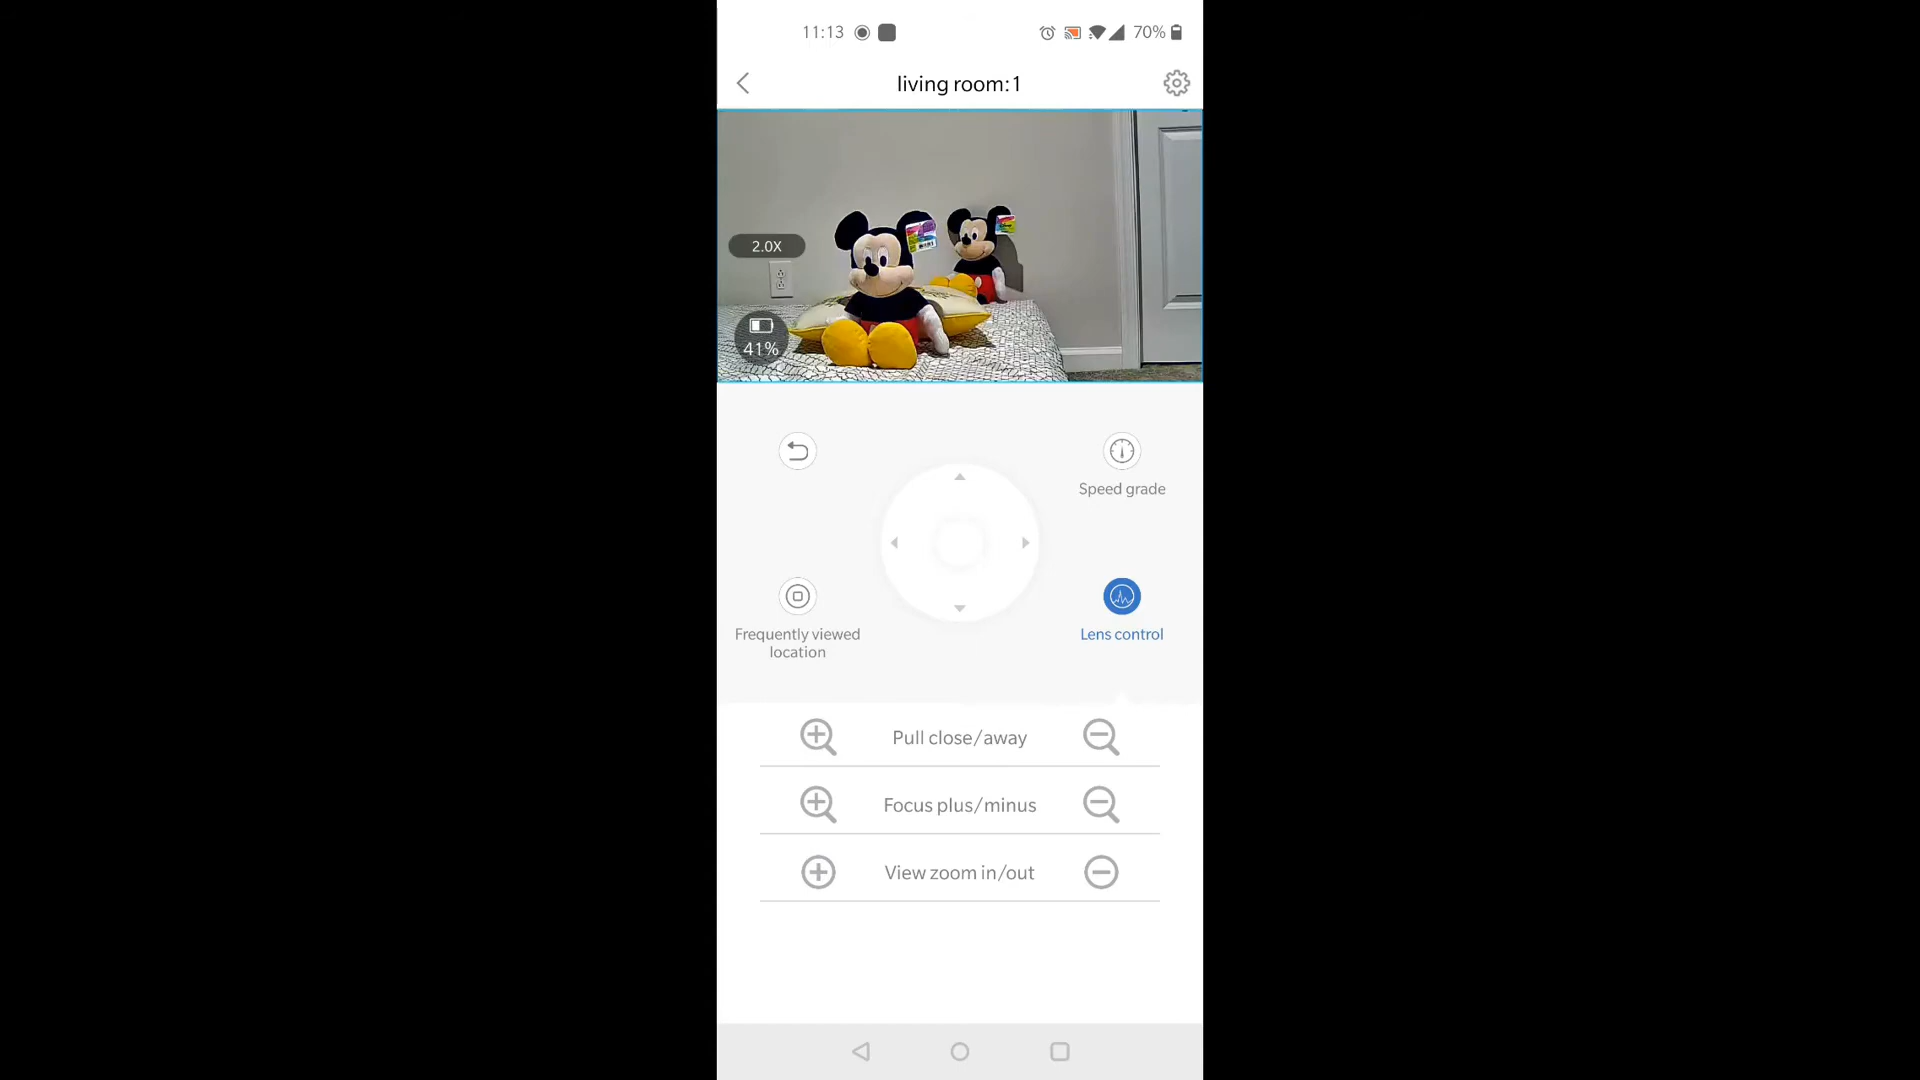 11:13
70%
living room:1
2.0X
41%
Speed grade
Frequently viewed
location
Lens control
Pull close/away
Focus plus/minus
View zoom in/out